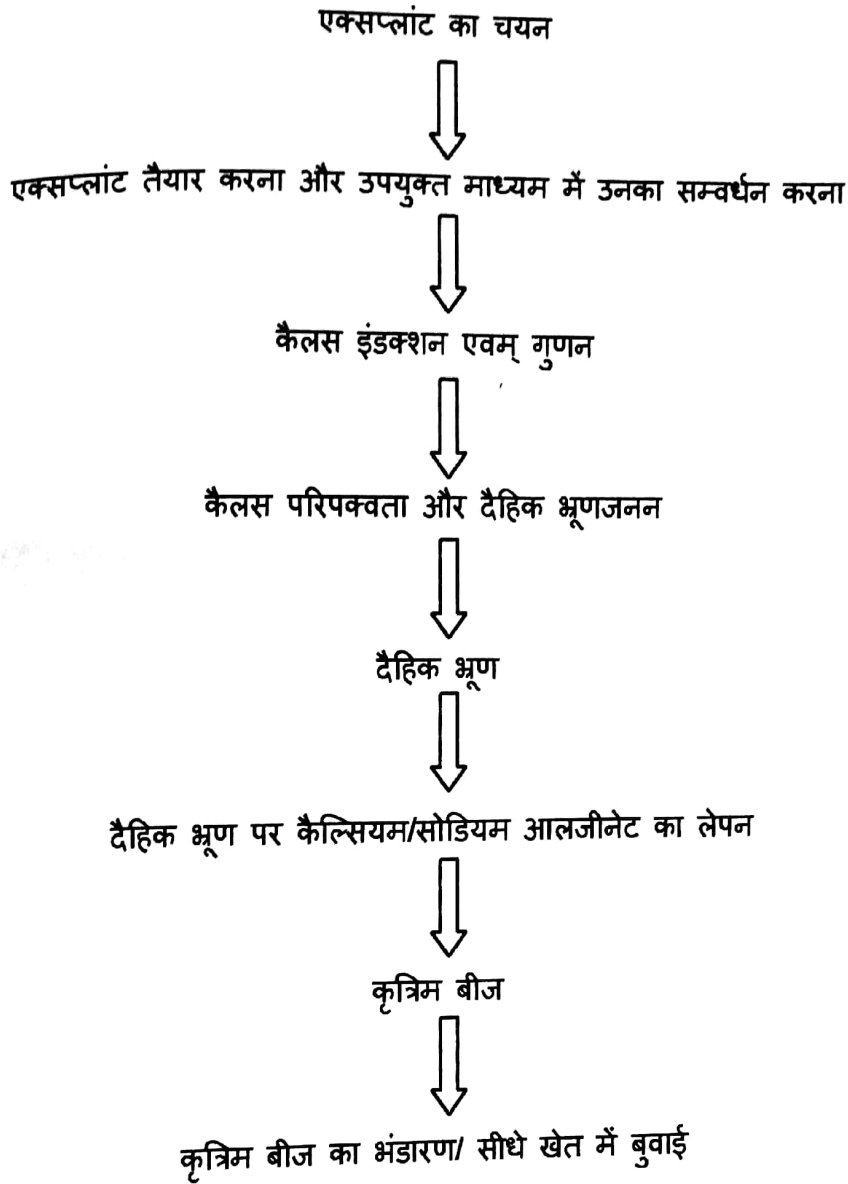 एक्सप्लांट का चयन
एक्सप्लांट तैयार करना और उपयुक्त माध्यम में उनका सम्वर्धन करना
कैलस इंडक्शन एवम् गुणन
कैलस परिपक्वता और दैहिक भ्रूणजनन
दैहिक भ्रूण
दैहिक भ्रूण पर कैल्सियम/सोडियम आलजीनेट का लेपन
कृत्रिम बीज
कृत्रिम बीज का भंडारण/ सीधे खेत में बुवाई